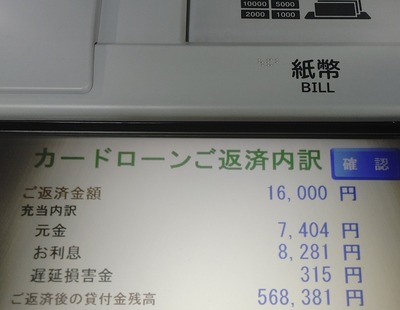 10000 5000
2000 1000
紙幣
BILL
カードローンご返済内訳
確認
ご返済金額 16,000 円
充当内訳
元金 7,404 円
お利息 8,281 円
遅延損害金 315 円
ご返済後の貸付金残高 568,381 円